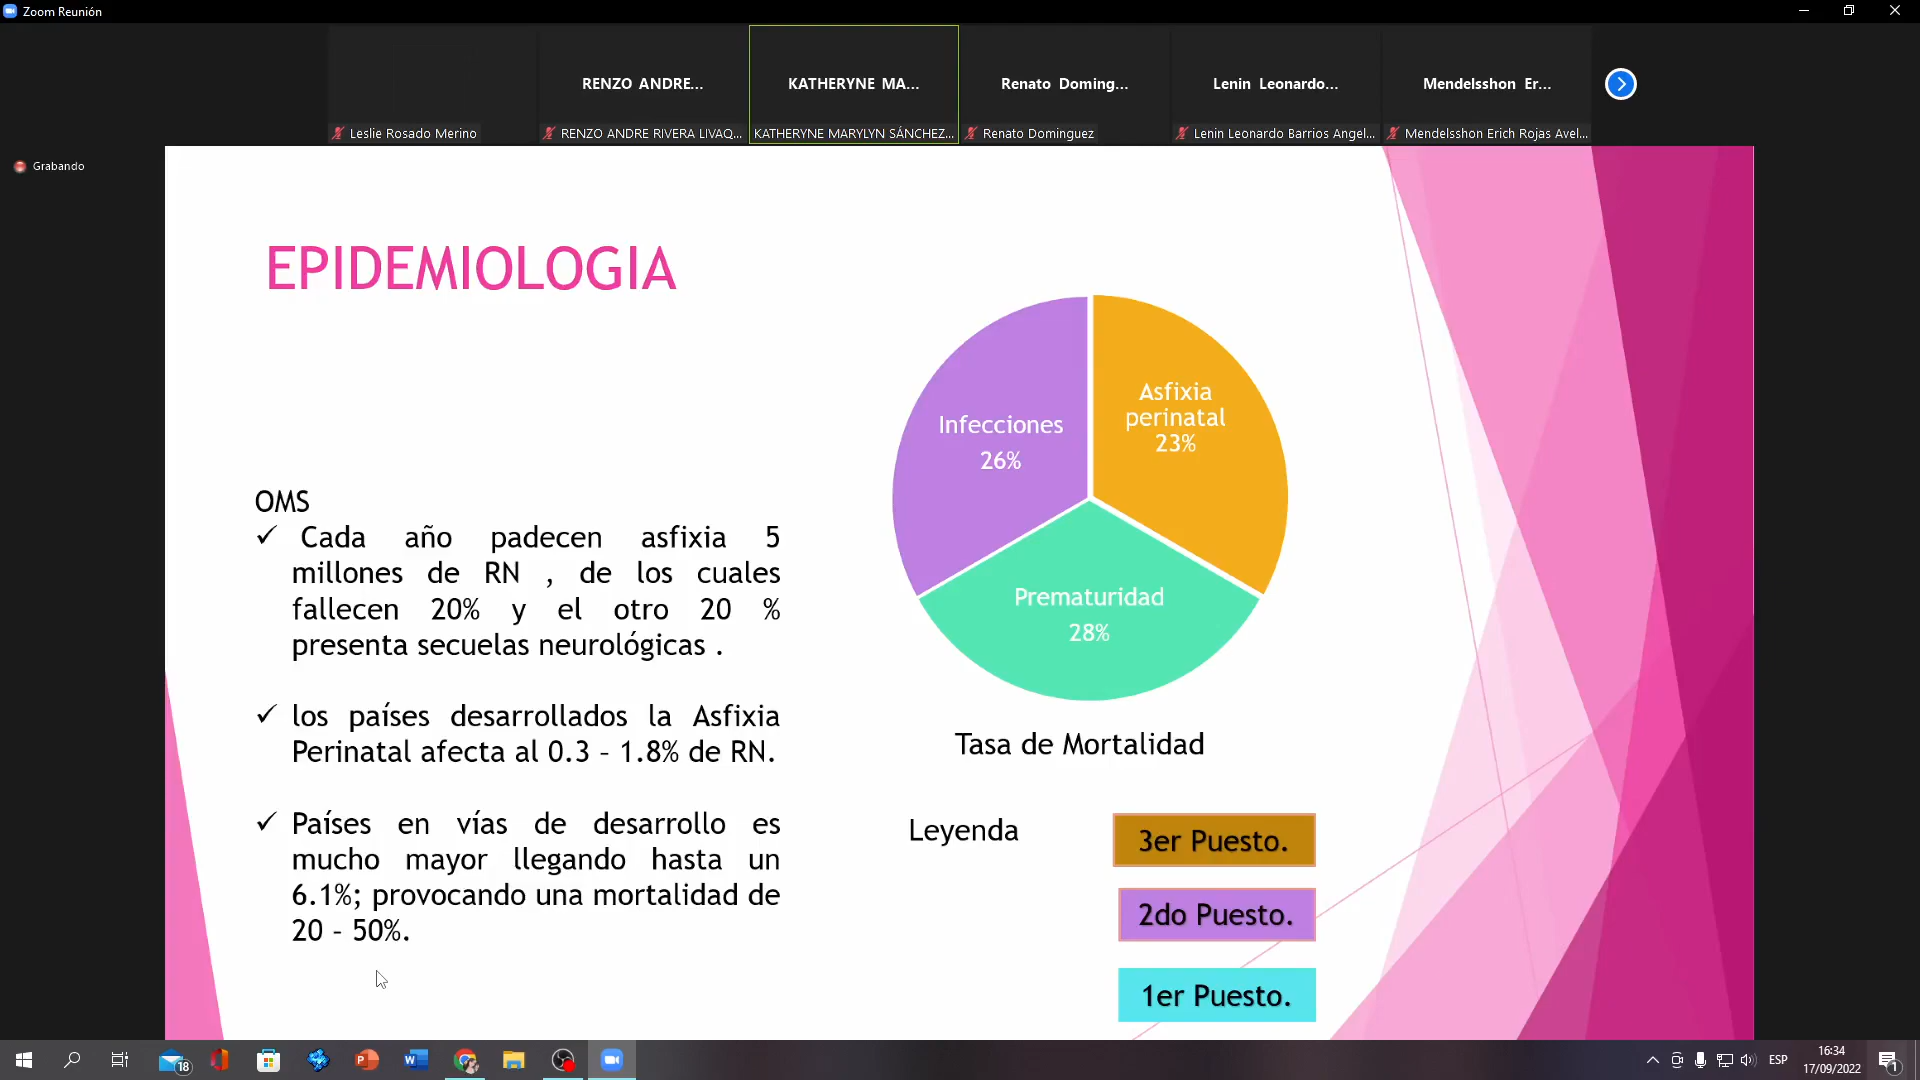 Zoom Reunión
RENZO ANDRE...
KATHERYNE MA...
Renato Doming...
Lenin Leonardo...
Mendelsshon Er...
Leslie Rosado Merino
RENZO ANDRE RIVERA LIVAQ...
KATHERYNE MARYLYN SÁNCHEZ...
Renato Dominguez
Lenin Leonardo Barrios Angel...
Mendelsshon Erich Rojas Avel...
Grabando
EPIDEMIOLOGIA
OMS
✓ Cada año padecen asfixia 5
millones de RN , de los cuales
fallecen 20% y el otro 20 %
presenta secuelas neurológicas .
✓ los países desarrollados la Asfixia
Perinatal afecta al 0.3 – 1.8% de RN.
✓ Países en vías de desarrollo es
mucho mayor llegando hasta un
6.1%; provocando una mortalidad de
20 – 50%.
Infecciones
26%
Asfixia
perinatal
23%
Prematuridad
28%
Tasa de Mortalidad
Leyenda
3er Puesto.
2do Puesto.
1er Puesto.
18
ESP
16:34
17/09/2022
1